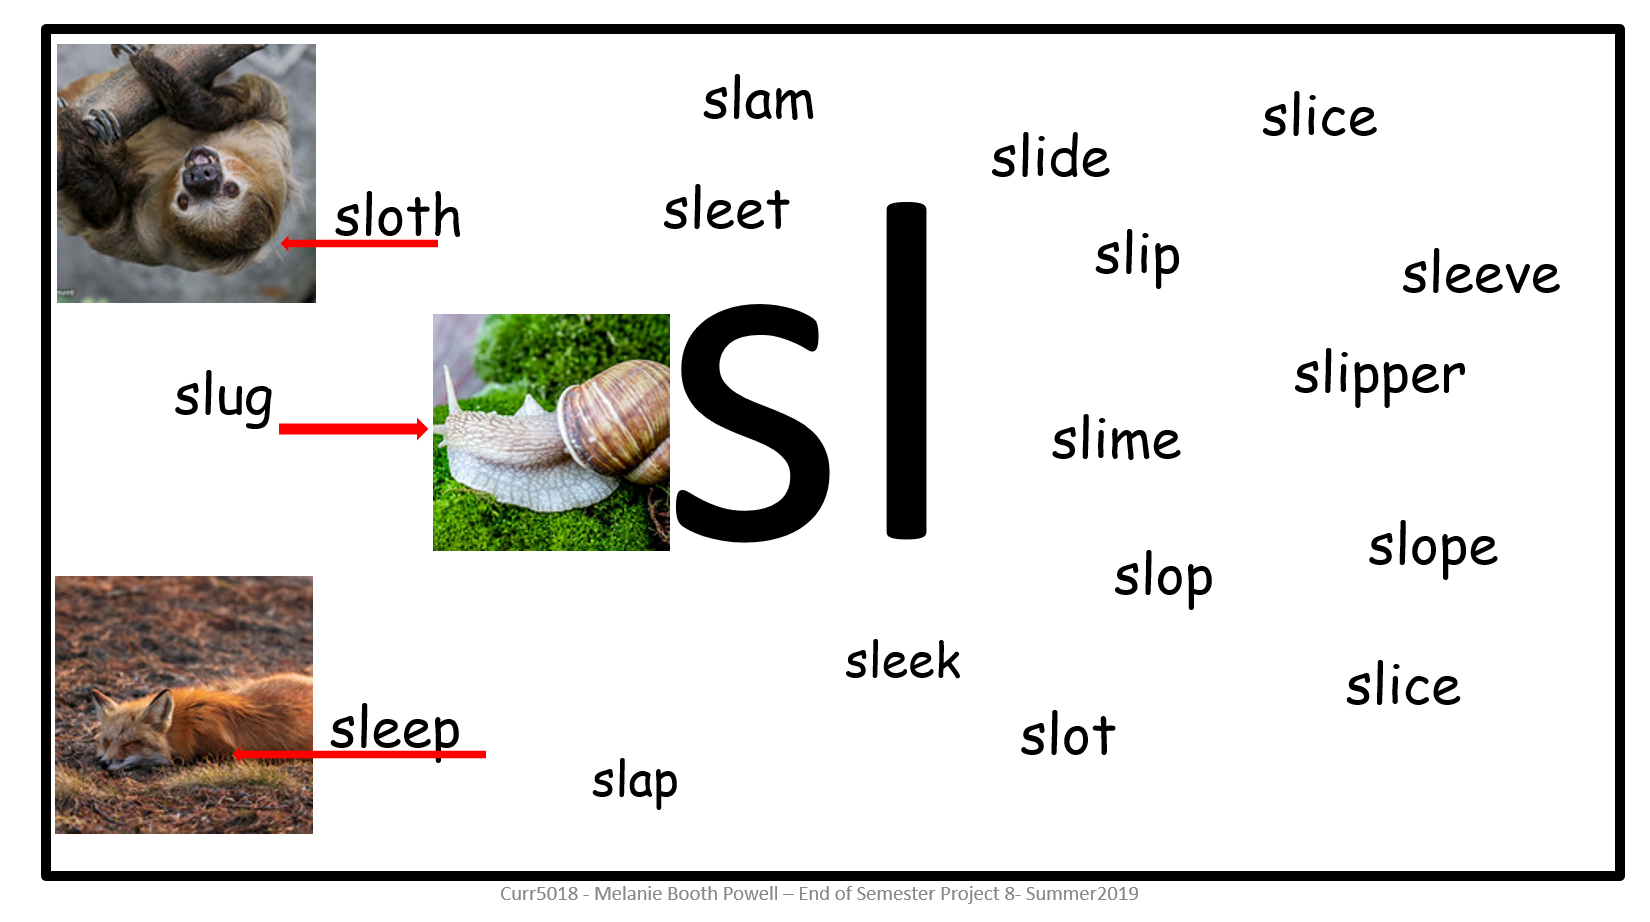 slam
slice
slide
sloth
sleet
slip
sleeve
slug
sl
slipper
slime
slope
slop
sleek
slice
sleep
slot
slap
Curr5018 - Melanie Booth Powell – End of Semester Project 8- Summer2019